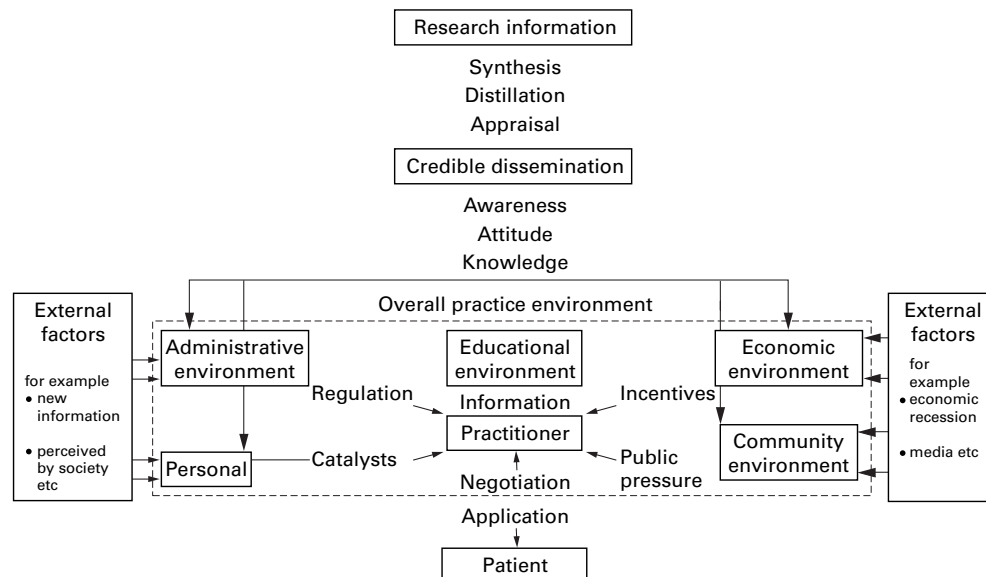 Research information
Synthesis
Distillation
Appraisal
Credible dissemination
Awareness
Attitude
Knowledge
Overall practice environment
External
factors
for example
• new
information
• perceived
by society
etc
Administrative
environment
Educational
environment
Economic
environment
Regulation
Information
Incentives
Practitioner
Personal
Catalysts
Negotiation
Public
pressure
Community
environment
External
factors
for
example
• economic
recession
• media etc
Application
Patient